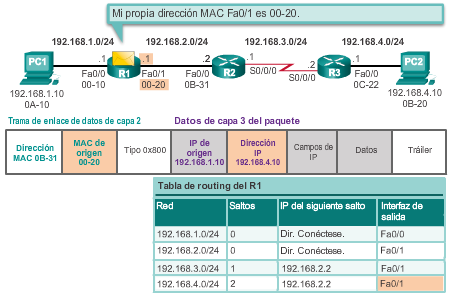 Mi propia dirección MAC Fa0/1 es 00-20.
192.168.1.0/24 192.168.2.0/24 192.168.3.0/24 192.168.4.0/24
.1 .1 .2 .1 .2 .1
PC1 Fa0/0 R1 Fa0/1 Fa0/0 R2 S0/0/0 R3 Fa0/0 PC2
00-10 00-20 0B-31 S0/0/0 0C-22
192.168.1.10 192.168.4.10
0A-10 0B-20
Trama de enlace de datos de capa 2 Datos de capa 3 del paquete
Dirección
MAC 0B-31
MAC de
origen
00-20
Tipo 0x800
IP de
origen
192.168.1.10
Dirección
IP
192.168.4.10
Campos de
IP
Datos
Tráiler
Tabla de routing del R1
Red Saltos IP del siguiente salto Interfaz de
salida
192.168.1.0/24 0 Dir. Conéctese. Fa0/0
192.168.2.0/24 0 Dir. Conéctese. Fa0/1
192.168.3.0/24 1 192.168.2.2 Fa0/1
192.168.4.0/24 2 192.168.2.2 Fa0/1